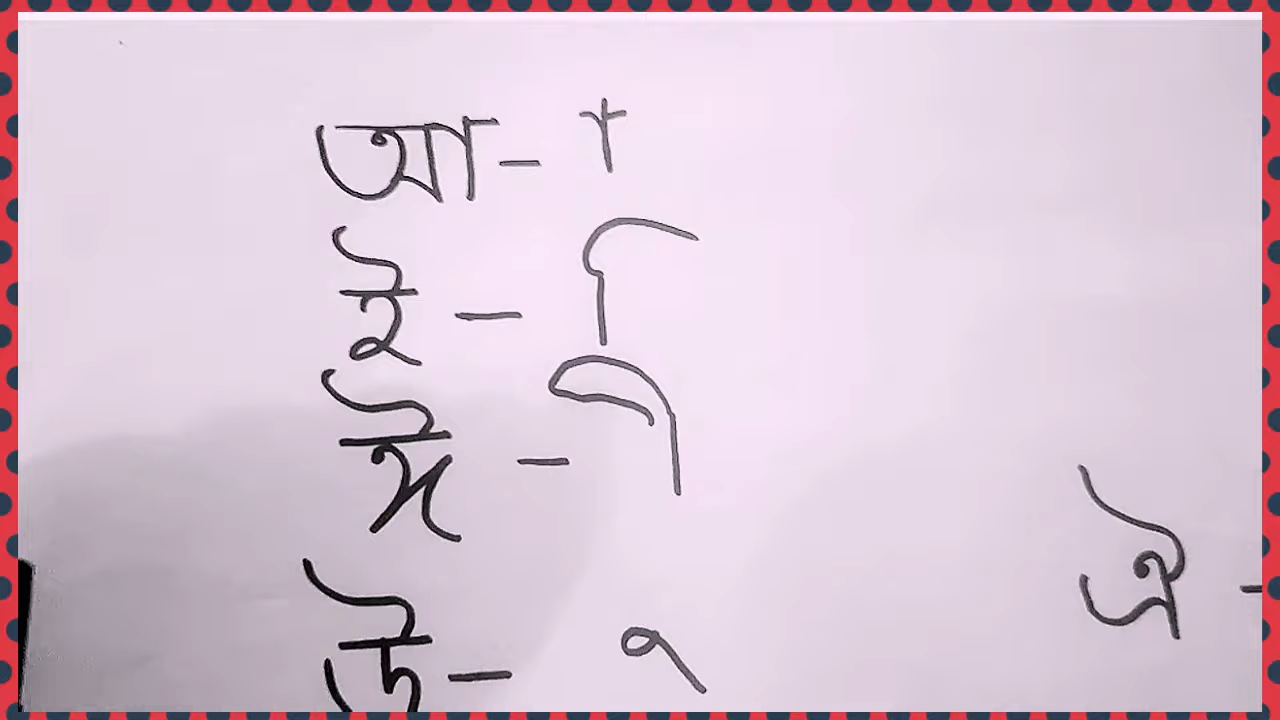 আ - া
ই - ি
ঈ - ী
উ - ু
ঐ -